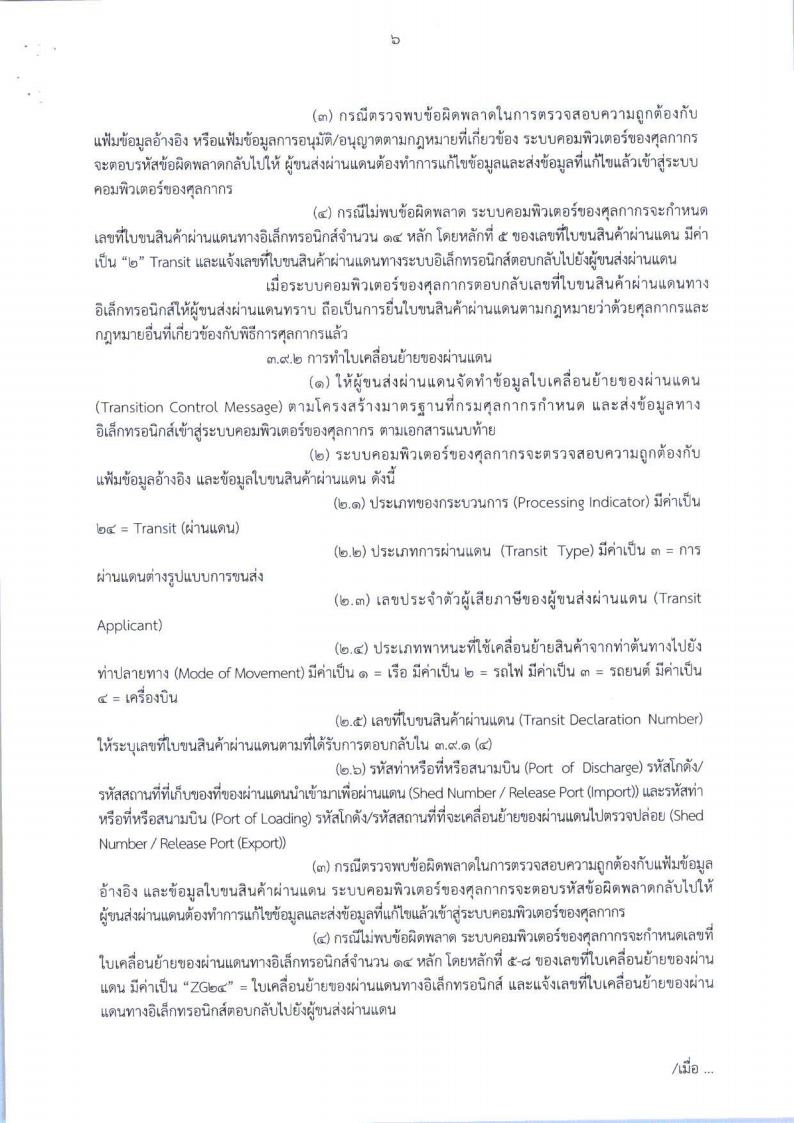 ๖
(๓) กรณีตรวจพบข้อผิดพลาดในการตรวจสอบความถูกต้องกับ
แฟ้มข้อมูลอ้างอิง หรือแฟ้มข้อมูลการอนุมัติ/อนุญาตตามกฎหมายที่เกี่ยวข้อง ระบบคอมพิวเตอร์ของศุลกากร
จะตอบรหัสข้อผิดพลาดกลับไปให้ ผู้ขนส่งผ่านแดนต้องทำการแก้ไขข้อมูลและส่งข้อมูลที่แก้ไขแล้วเข้าสู่ระบบ
คอมพิวเตอร์ของศุลกากร
(๔) กรณีไม่พบข้อผิดพลาด ระบบคอมพิวเตอร์ของศุลกากรจะกำหนด
เลขที่ใบขนสินค้าผ่านแดนทางอิเล็กทรอนิกส์จำนวน ๑๔ หลัก โดยหลักที่ ๕ ของเลขที่ใบขนสินค้าผ่านแดน มีค่า
เป็น “๒” Transit และแจ้งเลขที่ใบขนสินค้าผ่านแดนทางระบบอิเล็กทรอนิกส์ตอบกลับไปยังผู้ขนส่งผ่านแดน
เมื่อระบบคอมพิวเตอร์ของศุลกากรตอบกลับเลขที่ใบขนสินค้าผ่านแดนทาง
อิเล็กทรอนิกส์ให้ผู้ขนส่งผ่านแดนทราบ ถือเป็นการยื่นใบขนสินค้าผ่านแดนตามกฎหมายว่าด้วยศุลกากรและ
กฎหมายอื่นที่เกี่ยวข้องกับพิธีการศุลกากรแล้ว
๓.๙.๒ การทำใบเคลื่อนย้ายของผ่านแดน
(๑) ให้ผู้ขนส่งผ่านแดนจัดทำข้อมูลใบเคลื่อนย้ายของผ่านแดน
(Transition Control Message) ตามโครงสร้างมาตรฐานที่กรมศุลกากรกำหนด และส่งข้อมูลทาง
อิเล็กทรอนิกส์เข้าสู่ระบบคอมพิวเตอร์ของศุลกากร ตามเอกสารแนบท้าย
(๒) ระบบคอมพิวเตอร์ของศุลกากรจะตรวจสอบความถูกต้องกับ
แฟ้มข้อมูลอ้างอิง และข้อมูลใบขนสินค้าผ่านแดน ดังนี้
(๒.๑) ประเภทของกระบวนการ (Processing Indicator) มีค่าเป็น
๒๔ = Transit (ผ่านแดน)
(๒.๒) ประเภทการผ่านแดน (Transit Type) มีค่าเป็น ๓ = การ
ผ่านแดนต่างรูปแบบการขนส่ง
(๒.๓) เลขประจำตัวผู้เสียภาษีของผู้ขนส่งผ่านแดน (Transit
Applicant)
(๒.๔) ประเภทพาหนะที่ใช้เคลื่อนย้ายสินค้าจากท่าต้นทางไปยัง
ท่าปลายทาง (Mode of Movement) มีค่าเป็น ๑ = เรือ มีค่าเป็น ๒ = รถไฟ มีค่าเป็น ๓ = รถยนต์ มีค่าเป็น
๔ = เครื่องบิน
(๒.๕) เลขที่ใบขนสินค้าผ่านแดน (Transit Declaration Number)
ให้ระบุเลขที่ใบขนสินค้าผ่านแดนตามที่ได้รับการตอบกลับใน ๓.๙.๑ (๔)
(๒.๖) รหัสท่าหรือที่หรือสนามบิน (Port of Discharge) รหัสโกดัง/
รหัสสถานที่ที่เก็บของที่ของผ่านแดนนำเข้ามาเพื่อผ่านแดน (Shed Number / Release Port (Import)) และรหัสท่า
หรือที่หรือสนามบิน (Port of Loading) รหัสโกดัง/รหัสสถานที่ที่จะเคลื่อนย้ายของผ่านแดนไปตรวจปล่อย (Shed
Number / Release Port (Export))
(๓) กรณีตรวจพบข้อผิดพลาดในการตรวจสอบความถูกต้องกับแฟ้มข้อมูล
อ้างอิง และข้อมูลใบขนสินค้าผ่านแดน ระบบคอมพิวเตอร์ของศุลกากรจะตอบรหัสข้อผิดพลาดกลับไปให้
ผู้ขนส่งผ่านแดนต้องทำการแก้ไขข้อมูลและส่งข้อมูลที่แก้ไขแล้วเข้าสู่ระบบคอมพิวเตอร์ของศุลกากร
(๔) กรณีไม่พบข้อผิดพลาด ระบบคอมพิวเตอร์ของศุลกากรจะกำหนดเลขที่
ใบเคลื่อนย้ายของผ่านแดนทางอิเล็กทรอนิกส์จำนวน ๑๔ หลัก โดยหลักที่ ๕-๘ ของเลขที่ใบเคลื่อนย้ายของผ่าน
แดน มีค่าเป็น “ZG๒๔” = ใบเคลื่อนย้ายของผ่านแดนทางอิเล็กทรอนิกส์ และแจ้งเลขที่ใบเคลื่อนย้ายของผ่าน
แดนทางอิเล็กทรอนิกส์ตอบกลับไปยังผู้ขนส่งผ่านแดน
/เมื่อ ...